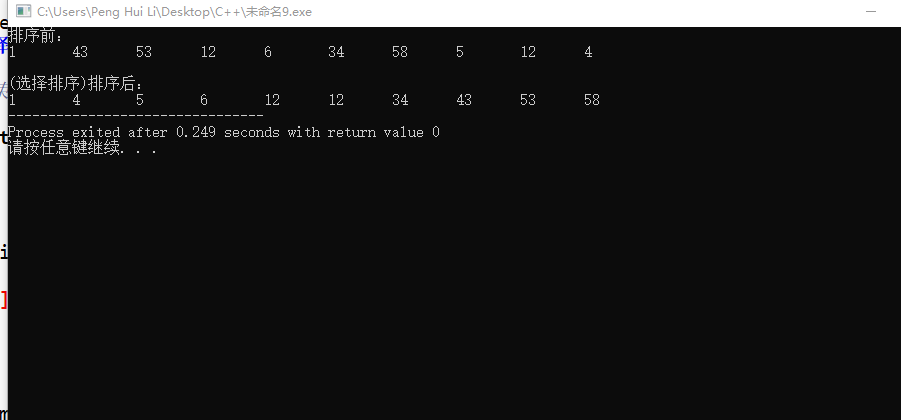 C:\Users\Peng Hui Li\Desktop\C++\未命名9.exe
排序前：
1 43 53 12 6 34 58 5 12 4
(选择排序)排序后：
1 4 5 6 12 12 34 43 53 58
--------------------------------
Process exited after 0.249 seconds with return value 0
请按任意键继续. . .